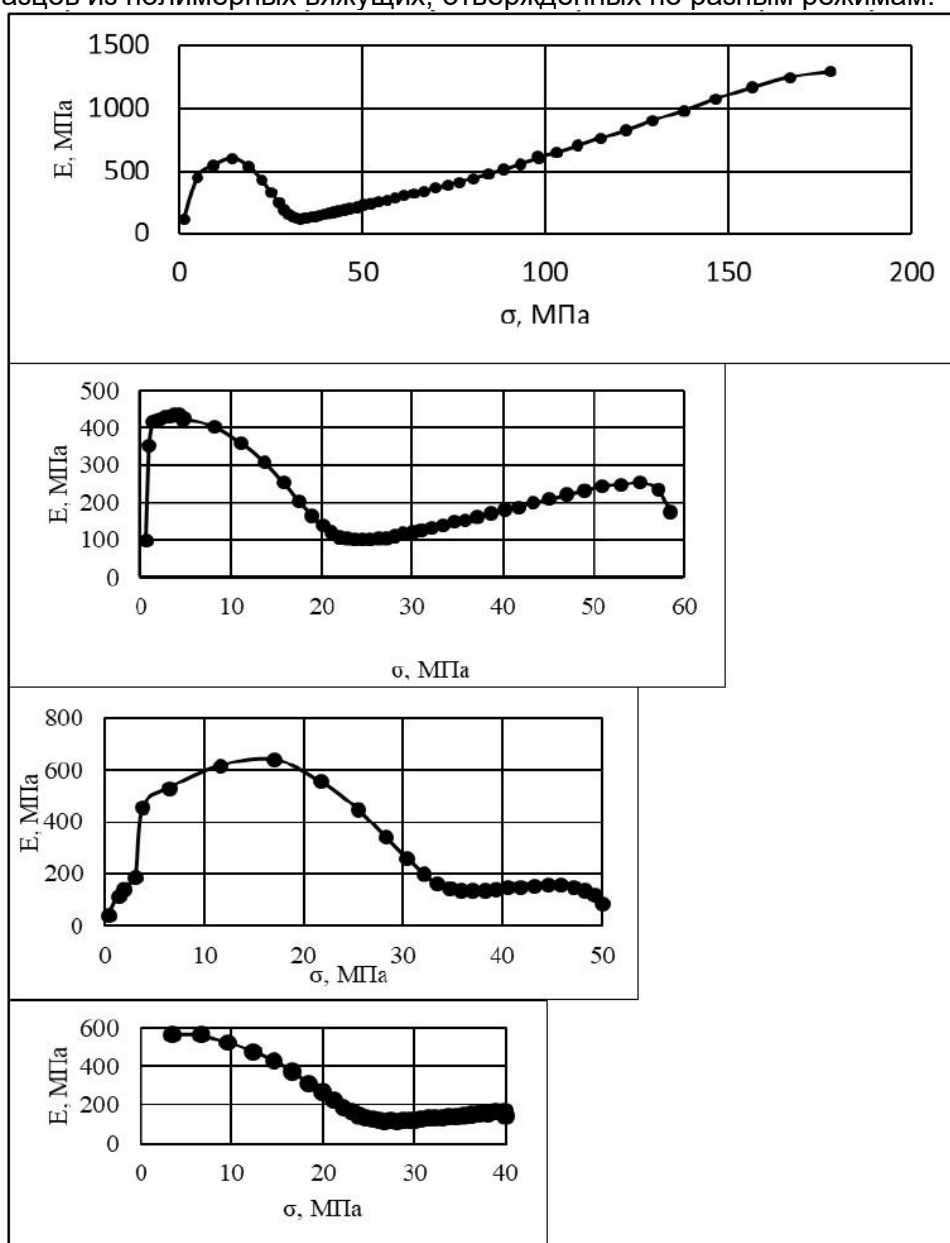 азцов из полимерных вяжущих, отвержденных по разным режимам.
1500
1000
500
0
E, МПа
0 50 100 150 200
σ, МПа
500
400
300
200
100
0
E, МПа
0 10 20 30 40 50 60
σ, МПа
800
600
400
200
0
E, МПа
0 10 20 30 40 50
σ, МПа
600
400
200
0
E, МПа
0 10 20 30 40
σ, МПа